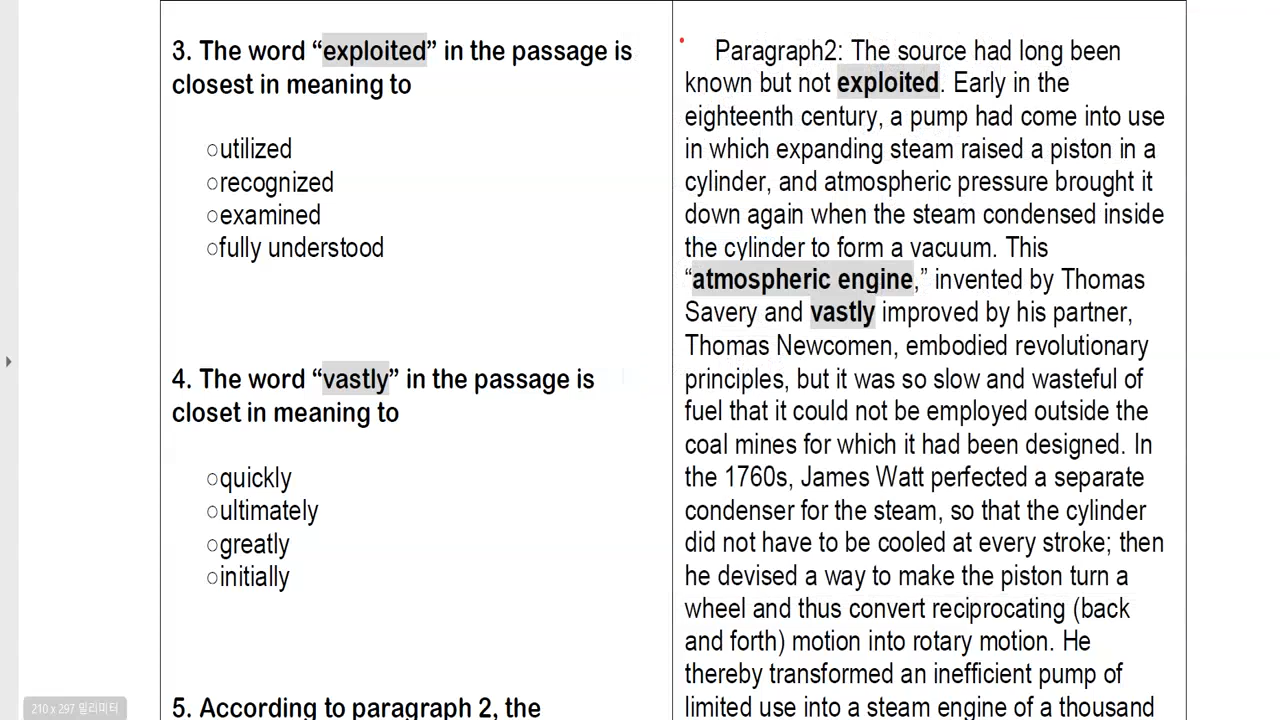 3. The word “exploited” in the passage is
closest in meaning to
○utilized
○recognized
○examined
○fully understood
4. The word “vastly” in the passage is
closet in meaning to
○quickly
○ultimately
○greatly
○initially
5. According to paragraph 2, the
Paragraph2: The source had long been
known but not exploited. Early in the
eighteenth century, a pump had come into use
in which expanding steam raised a piston in a
cylinder, and atmospheric pressure brought it
down again when the steam condensed inside
the cylinder to form a vacuum. This
“atmospheric engine,” invented by Thomas
Savery and vastly improved by his partner,
Thomas Newcomen, embodied revolutionary
principles, but it was so slow and wasteful of
fuel that it could not be employed outside the
coal mines for which it had been designed. In
the 1760s, James Watt perfected a separate
condenser for the steam, so that the cylinder
did not have to be cooled at every stroke; then
he devised a way to make the piston turn a
wheel and thus convert reciprocating (back
and forth) motion into rotary motion. He
thereby transformed an inefficient pump of
limited use into a steam engine of a thousand
210 x 297 밀리미터